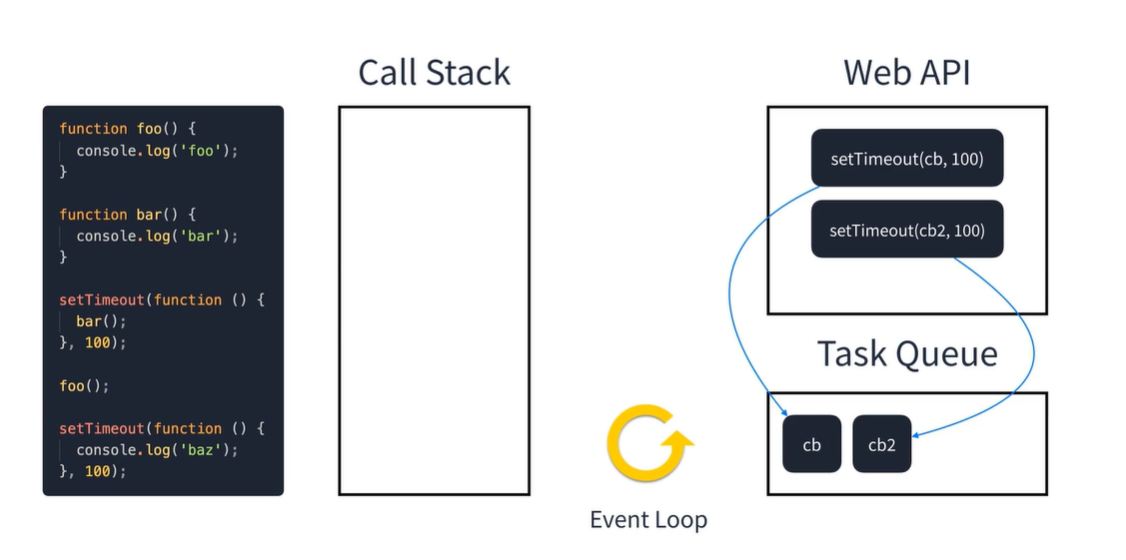 Call Stack
Web API
function foo() {
console.log('foo');
}
function bar() {
console.log('bar');
}
setTimeout(function () {
bar();
}, 100);
foo();
setTimeout(function () {
console.log('baz');
}, 100);
setTimeout(cb, 100)
setTimeout(cb2, 100)
Task Queue
cb
cb2
Event Loop